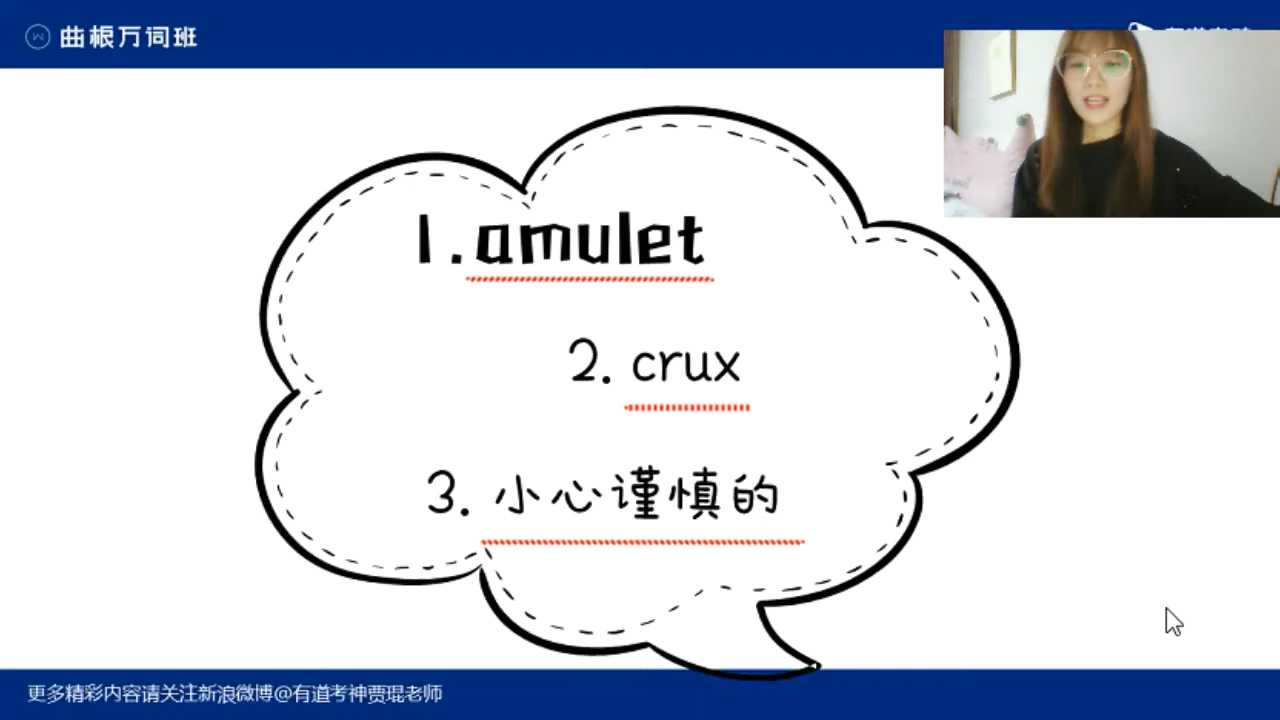 曲根万词班
1.amulet
2. crux
3. 小心谨慎的
更多精彩内容请关注新浪微博@有道考神贾琨老师